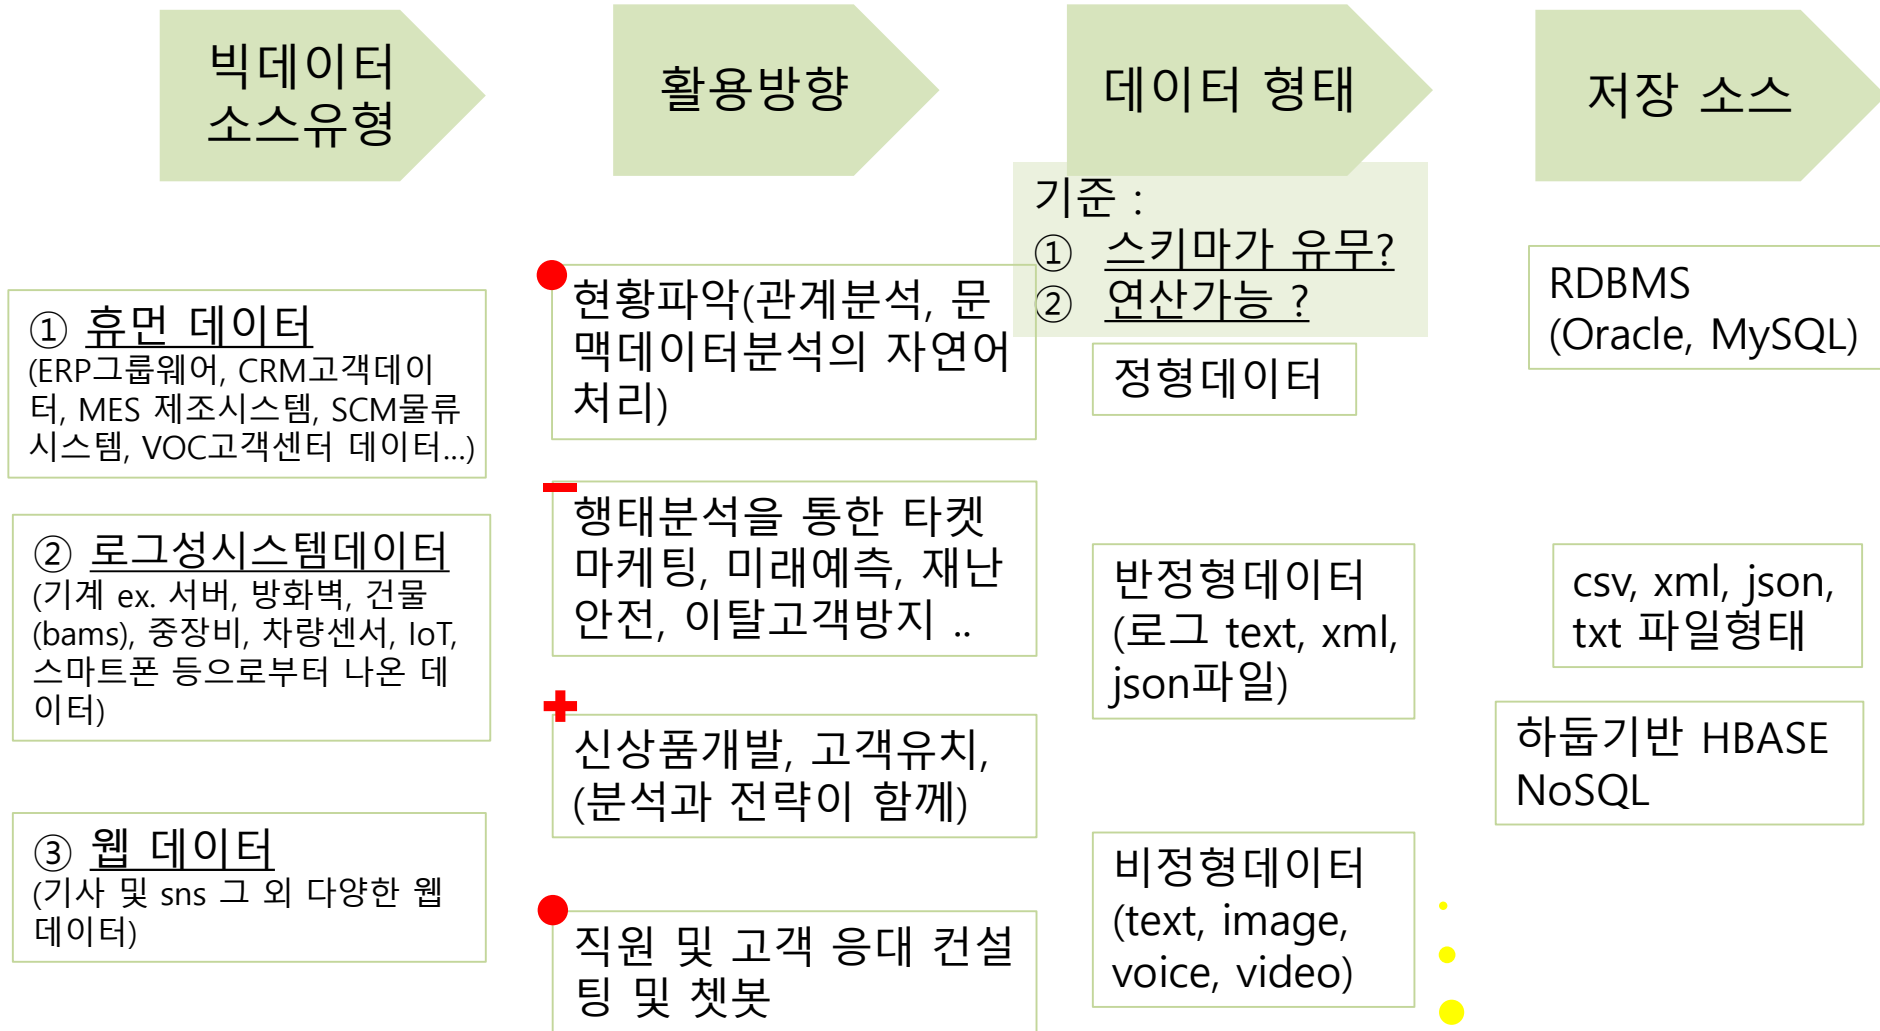 빅데이터
소스유형
활용방향
데이터 형태
저장 소스
① 휴먼 데이터
(ERP그룹웨어, CRM고객데이
터, MES 제조시스템, SCM물류
시스템, VOC고객센터 데이터...)
② 로그성시스템데이터
(기계 ex. 서버, 방화벽, 건물
(bams), 중장비, 차량센서, IoT,
스마트폰 등으로부터 나온 데
이터)
③ 웹 데이터
(기사 및 sns 그 외 다양한 웹
데이터)
현황파악(관계분석, 문
맥데이터분석의 자연어
처리)
행태분석을 통한 타켓
마케팅, 미래예측, 재난
안전, 이탈고객방지 ..
신상품개발, 고객유치,
(분석과 전략이 함께)
직원 및 고객 응대 컨설
팅 및 쳇봇
기준 :
① 스키마가 유무?
② 연산가능 ?
정형데이터
반정형데이터
(로그 text, xml,
json파일)
비정형데이터
(text, image,
voice, video)
RDBMS
(Oracle, MySQL)
csv, xml, json,
txt 파일형태
하둡기반 HBASE
NoSQL